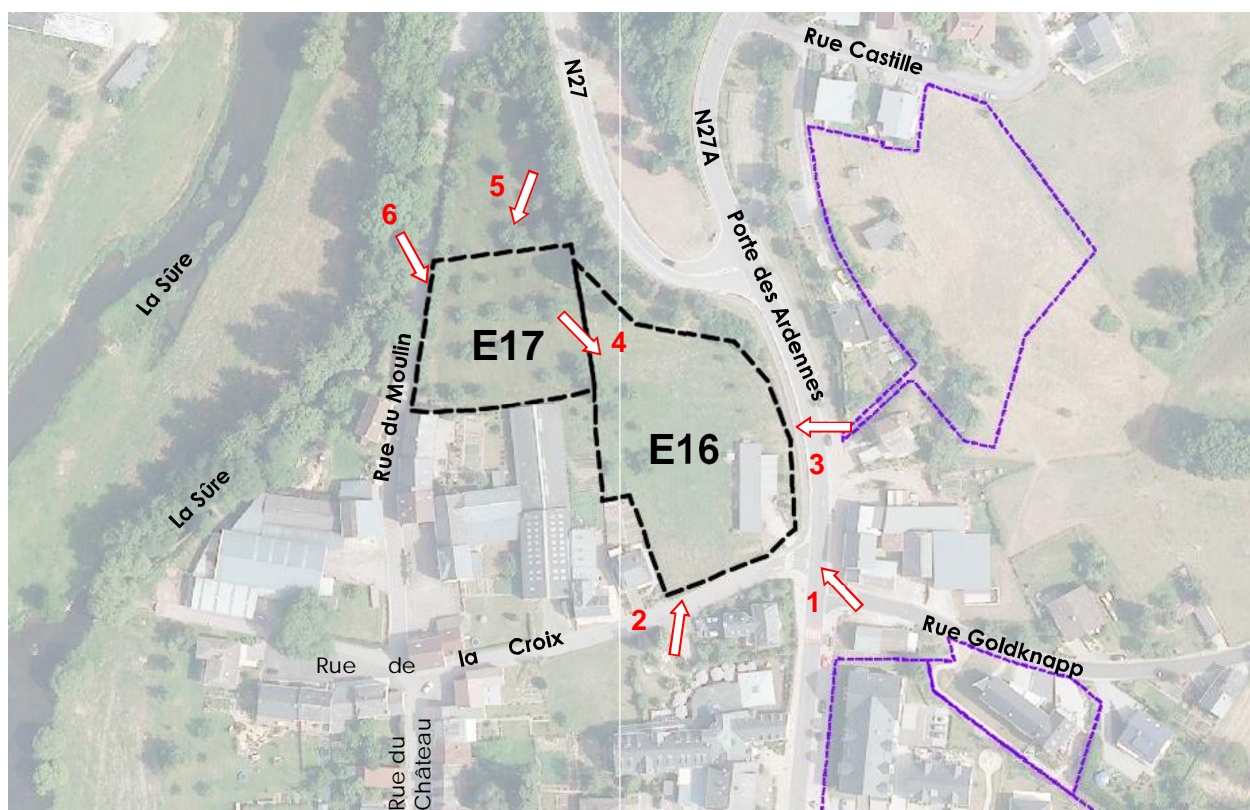 Rue Castille
N27
N27A
5
6
Porte des Ardennes
La Sûre
E17
4
Rue du Moulin
E16
3
La Sûre
1
2
Rue Goldknapp
Rue de la Croix
Rue du
Château